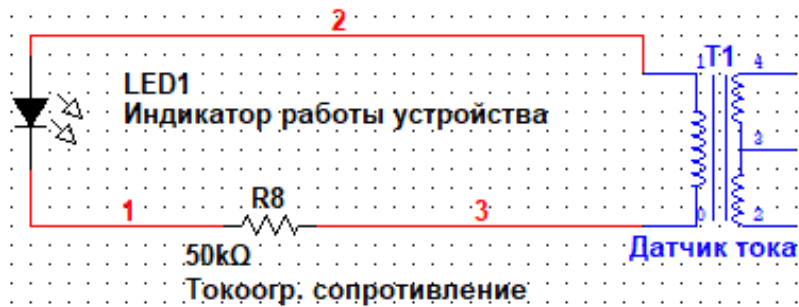 2
1 T1 4
LED1
Индикатор работы устройства
3
R8
1 3 0 2
50kΩ
Датчик тока
Токоогр. сопротивление